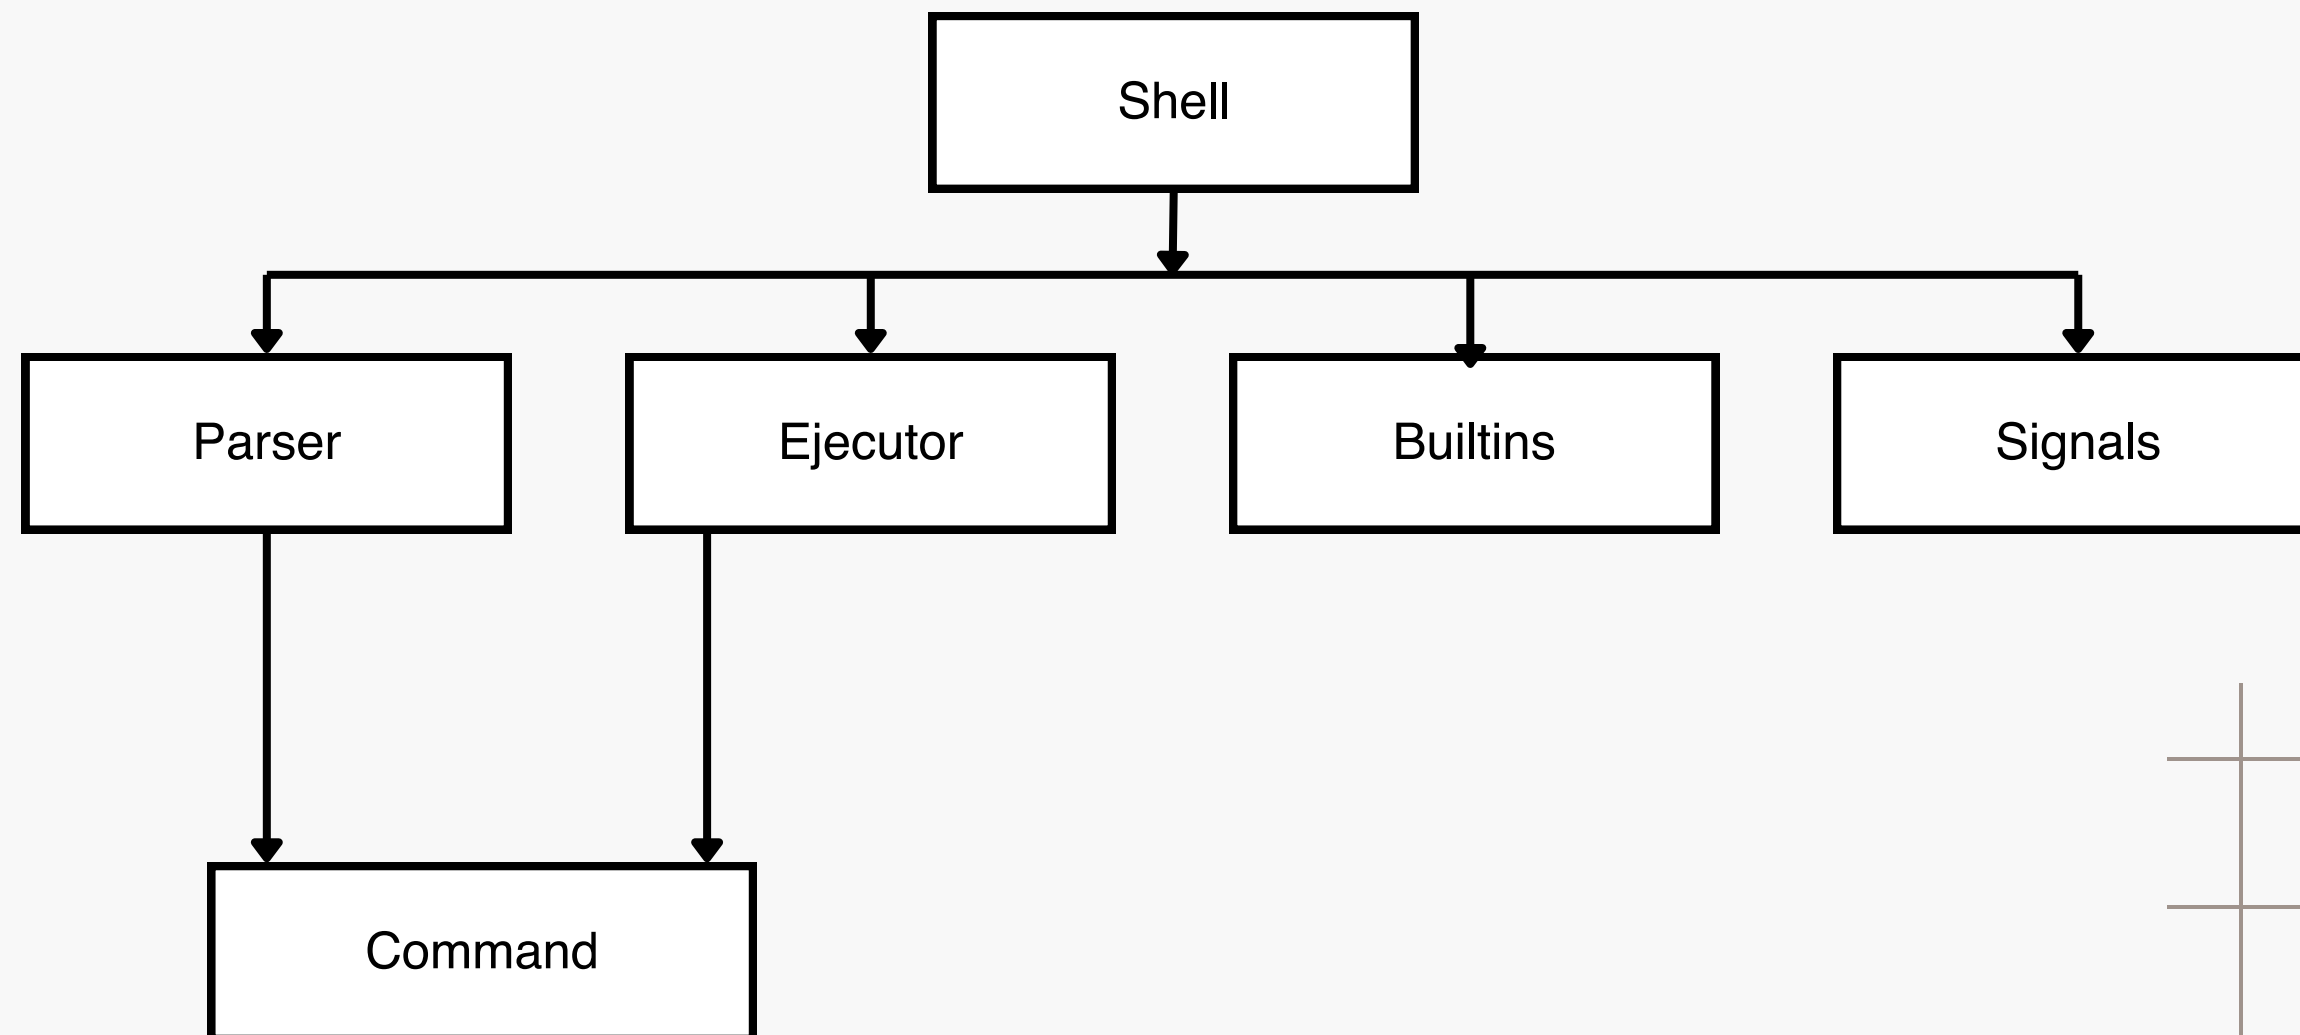 Shell
Parser
Ejecutor
Builtins
Signals
Command